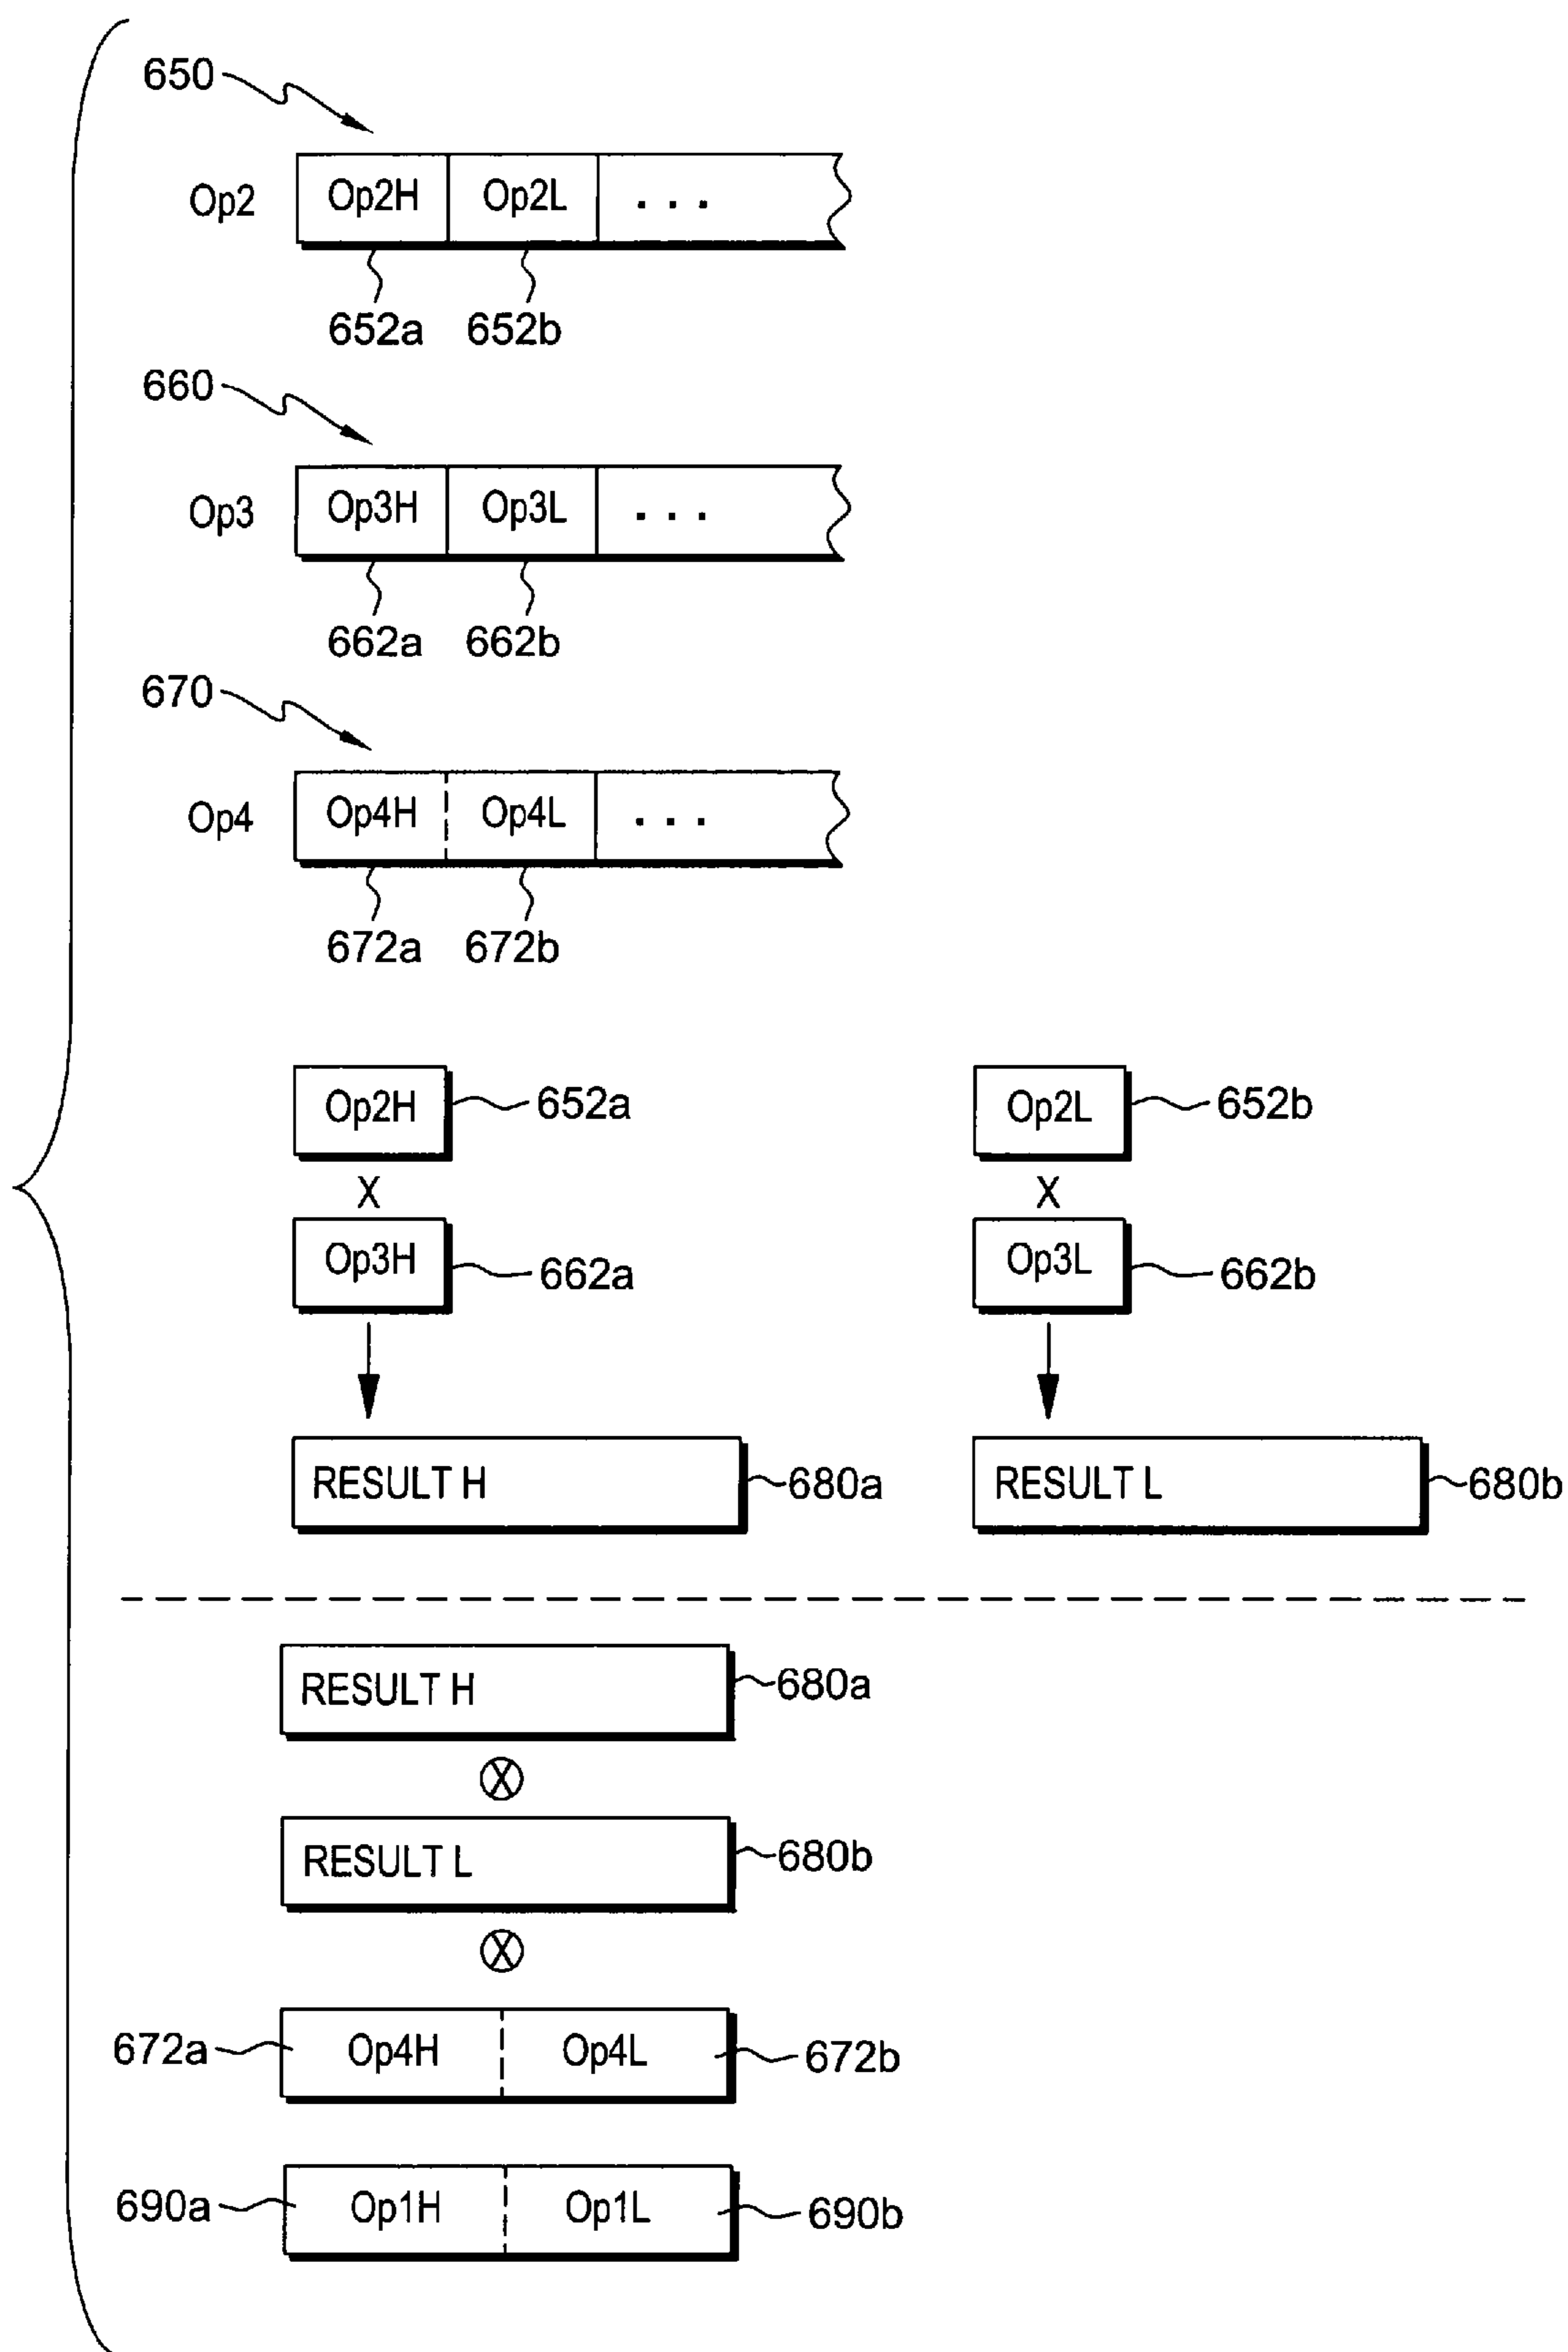 650
Op2 Op2H Op2L ...
652a 652b
660
Op3 Op3H Op3L ...
662a 662b
670
Op4 Op4H Op4L ...
672a 672b
Op2H 652a Op2L 652b
X X
Op3H 662a Op3L 662b
RESULT H 680a RESULT L 680b
RESULT H 680a
X
RESULT L 680b
X
672a Op4H Op4L 672b
690a Op1H Op1L 690b